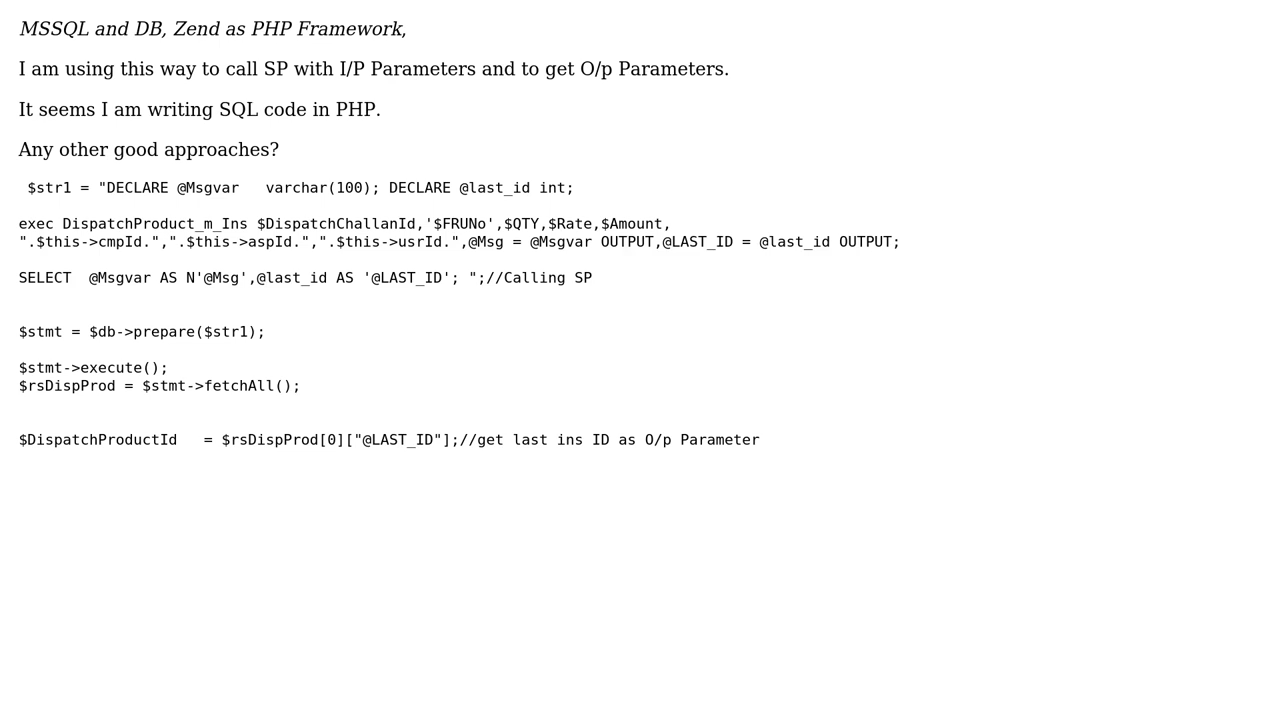 MSSQL and DB, Zend as PHP Framework,
I am using this way to call SP with I/P Parameters and to get O/p Parameters.
It seems I am writing SQL code in PHP.
Any other good approaches?
$str1 = "DECLARE @Msgvar   varchar(100); DECLARE @last_id int;
exec DispatchProduct_m_Ins $DispatchChallanId,'$FRUNo',$QTY,$Rate,$Amount,
".$this->cmpId.",".$this->aspId.",".$this->usrId.",@Msg = @Msgvar OUTPUT,@LAST_ID = @last_id OUTPUT;
SELECT  @Msgvar AS N'@Msg',@last_id AS '@LAST_ID'; ";//Calling SP
$stmt = $db->prepare($str1);
$stmt->execute();
$rsDispProd = $stmt->fetchAll();
$DispatchProductId   = $rsDispProd[0]["@LAST_ID"];//get last ins ID as O/p Parameter